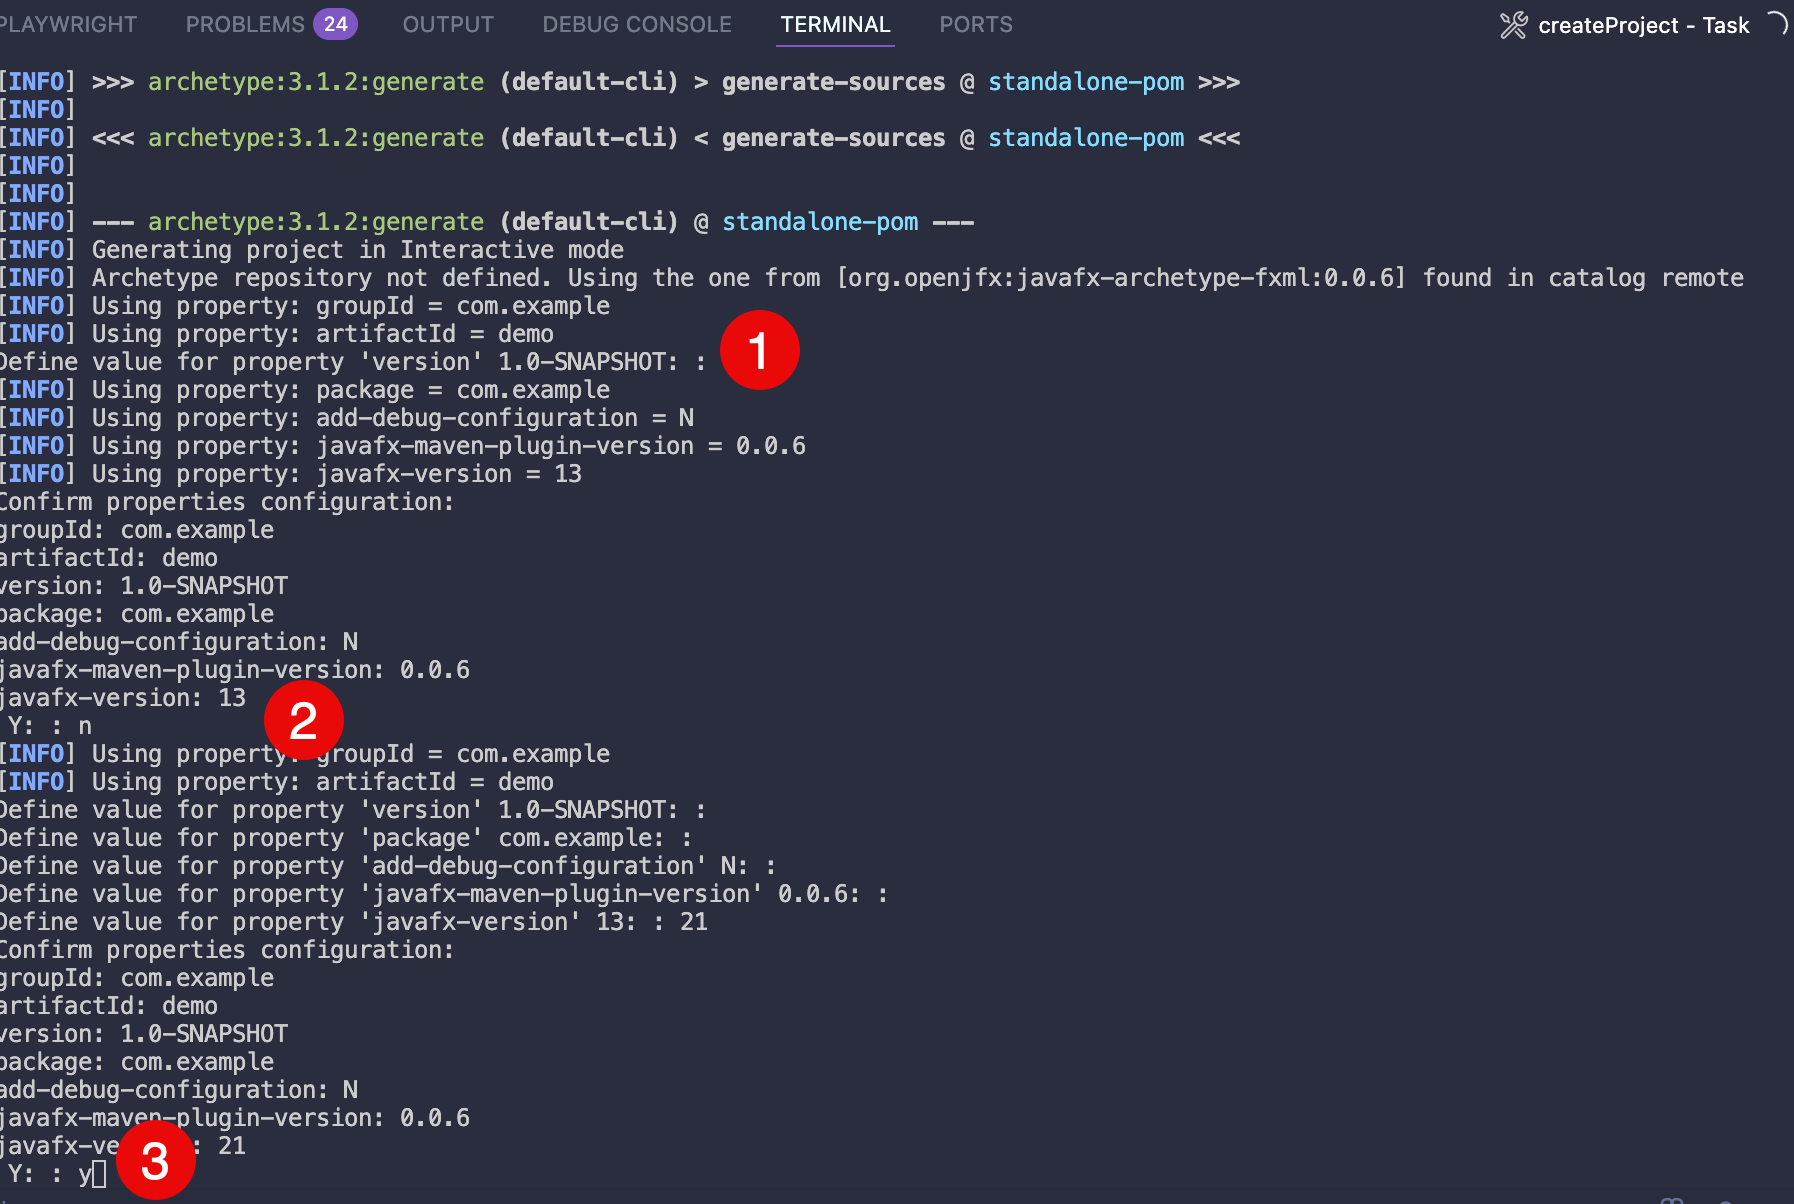 PLAYWRIGHT PROBLEMS 24 OUTPUT DEBUG CONSOLE TERMINAL PORTS createProject - Task
[INFO] >>> archetype:3.1.2:generate (default-cli) > generate-sources @ standalone-pom >>>
[INFO]
[INFO] <<< archetype:3.1.2:generate (default-cli) < generate-sources @ standalone-pom <<<
[INFO]
[INFO]
[INFO] --- archetype:3.1.2:generate (default-cli) @ standalone-pom ---
[INFO] Generating project in Interactive mode
[INFO] Archetype repository not defined. Using the one from [org.openjfx:javafx-archetype-fxml:0.0.6] found in catalog remote
[INFO] Using property: groupId = com.example
[INFO] Using property: artifactId = demo
Define value for property 'version' 1.0-SNAPSHOT: :
1
[INFO] Using property: package = com.example
[INFO] Using property: add-debug-configuration = N
[INFO] Using property: javafx-maven-plugin-version = 0.0.6
[INFO] Using property: javafx-version = 13
Confirm properties configuration:
groupId: com.example
artifactId: demo
version: 1.0-SNAPSHOT
package: com.example
add-debug-configuration: N
javafx-maven-plugin-version: 0.0.6
javafx-version: 13
Y: : n
2
[INFO] Using property: groupId = com.example
[INFO] Using property: artifactId = demo
Define value for property 'version' 1.0-SNAPSHOT: :
Define value for property 'package' com.example: :
Define value for property 'add-debug-configuration' N: :
Define value for property 'javafx-maven-plugin-version' 0.0.6: :
Define value for property 'javafx-version' 13: : 21
Confirm properties configuration:
groupId: com.example
artifactId: demo
version: 1.0-SNAPSHOT
package: com.example
add-debug-configuration: N
javafx-maven-plugin-version: 0.0.6
javafx-ve : 21
Y: : y
3